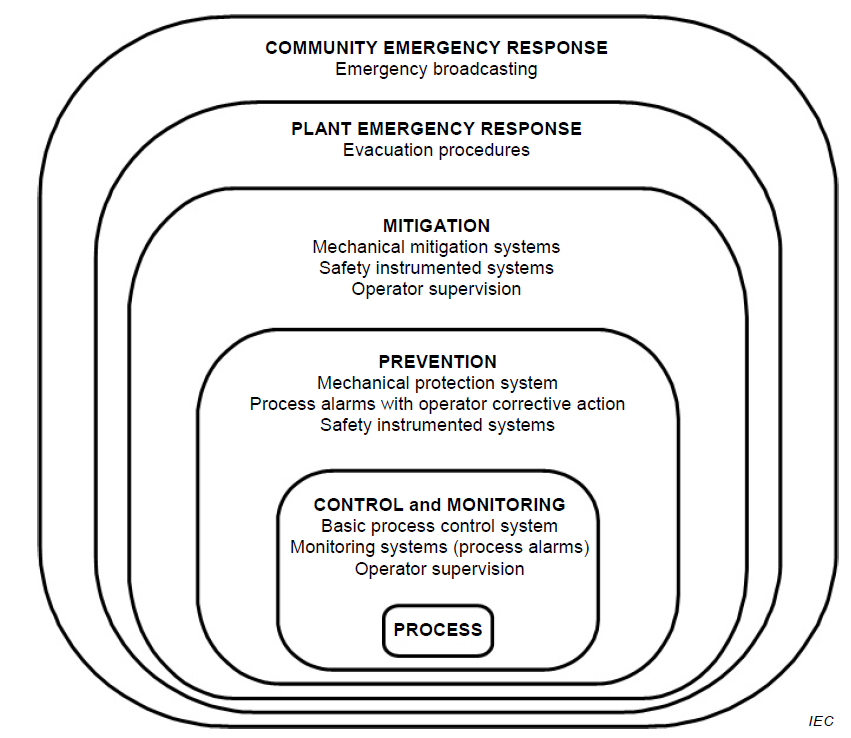 COMMUNITY EMERGENCY RESPONSE
Emergency broadcasting
PLANT EMERGENCY RESPONSE
Evacuation procedures
MITIGATION
Mechanical mitigation systems
Safety instrumented systems
Operator supervision
PREVENTION
Mechanical protection system
Process alarms with operator corrective action
Safety instrumented systems
CONTROL and MONITORING
Basic process control system
Monitoring systems (process alarms)
Operator supervision
PROCESS
IEC